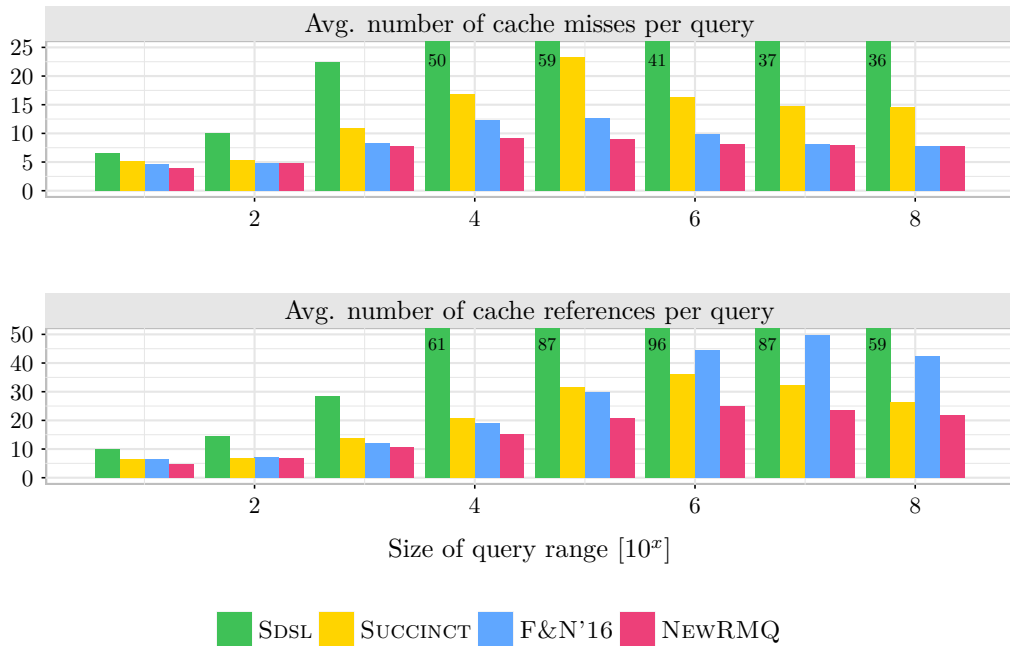 Avg. number of cache misses per query
25
20
15
10
5
0
50 59 41 37 36
2 4 6 8
Avg. number of cache references per query
50
40
30
20
10
0
61 87 96 87 59
2 4 6 8
Size of query range [10^x]
SDSL SUCCINCT F&N'16 NEWRMQ